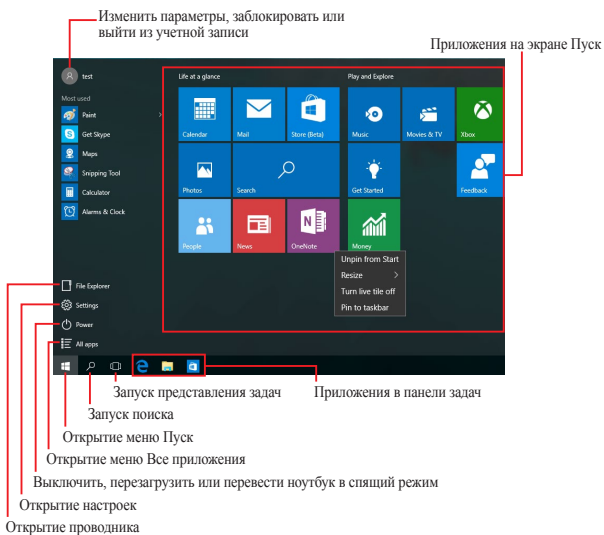 Изменить параметры, заблокировать или
выйти из учетной записи
Приложения на экране Пуск
test
Life at a glance
Play and Explore
Most used
Paint
Get Skype
Maps
Snipping Tool
Calculator
Alarms & Clock
Calendar
Mail
Store (Beta)
Music
Movies & TV
Xbox
Photos
Search
Get Started
Feedback
People
News
OneNote
Money
Unpin from Start
Resize
Turn live tile off
Pin to taskbar
File Explorer
Settings
Power
All apps
Запуск представления задач
Приложения в панели задач
Запуск поиска
Открытие меню Пуск
Открытие меню Все приложения
Выключить, перезагрузить или перевести ноутбук в спящий режим
Открытие настроек
Открытие проводника